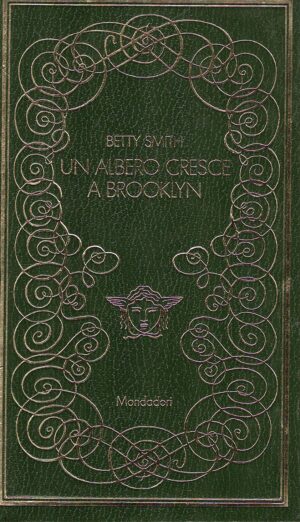 BETTY SMITH
UN ALBERO CRESCE
A BROOKLYN
Mondadori